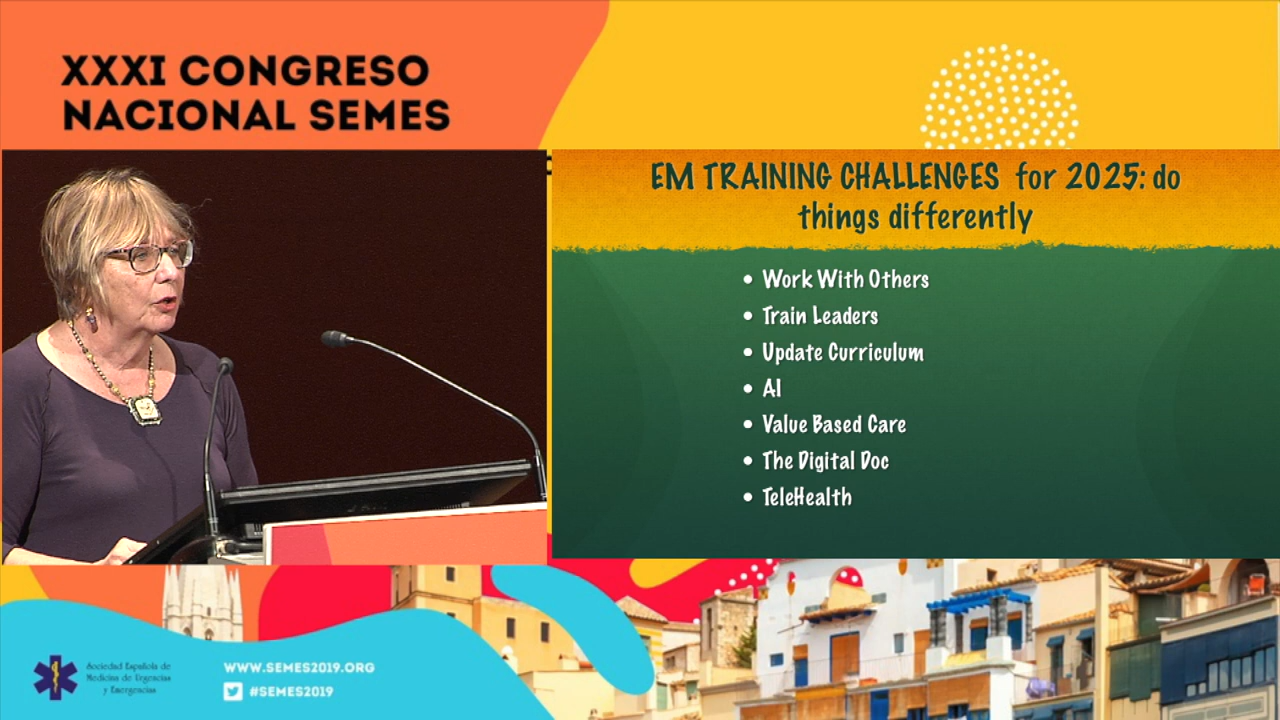 XXXI CONGRESO
NACIONAL SEMES
EM TRAINING CHALLENGES for 2025: do
things differently
• Work With Others
• Train Leaders
• Update Curriculum
• AI
• Value Based Care
• The Digital Doc
• TeleHealth
Sociedad Española de
Medicina de Urgencias
y Emergencias
WWW.SEMES2019.ORG
#SEMES2019